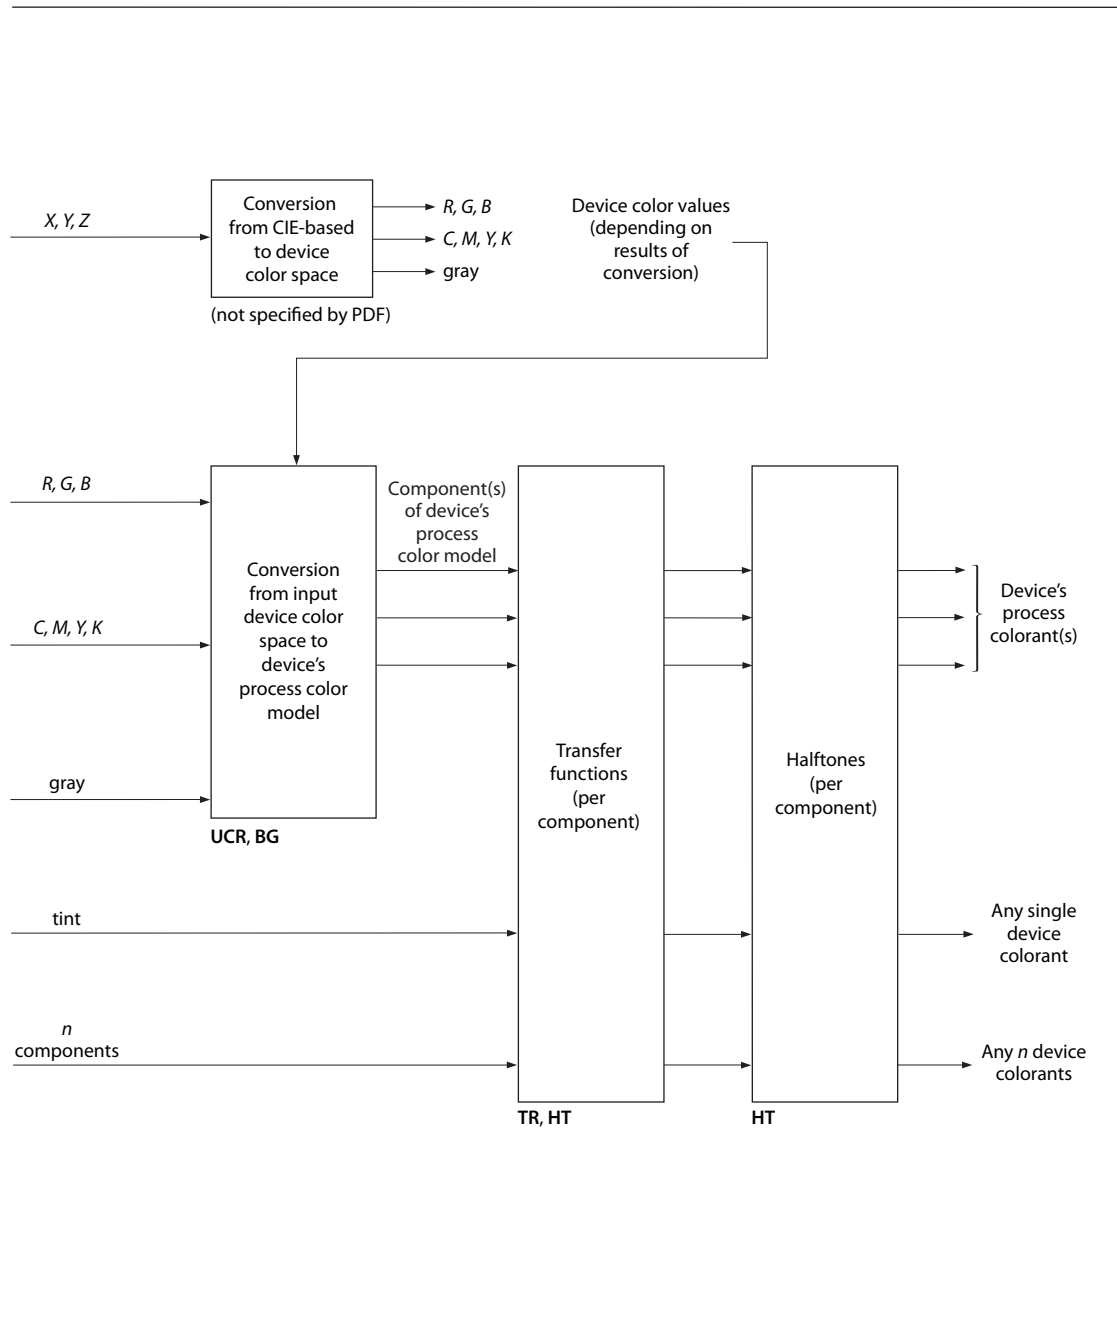 X, Y, Z
Conversion
from CIE-based
to device
color space
(not specified by PDF)
R, G, B
C, M, Y, K
gray
Device color values
(depending on
results of
conversion)
R, G, B
C, M, Y, K
gray
Conversion
from input
device color
space to
device’s
process color
model
UCR, BG
Component(s)
of device’s
process
color model
Transfer
functions
(per
component)
TR, HT
Halftones
(per
component)
HT
Device’s
process
colorant(s)
tint
Any single
device
colorant
n
components
Any n device
colorants